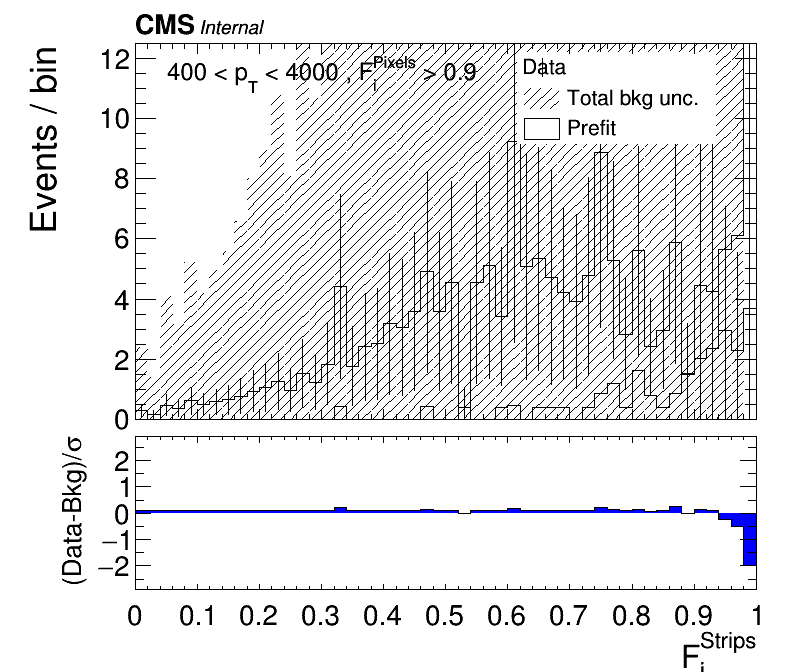 CMS Internal
400 < p_T < 4000 , F_i^Pixels > 0.9
Data
Total bkg unc.
Prefit
Events / bin
12
10
8
6
4
2
0
(Data-Bkg)/σ
2
1
0
−1
−2
0 0.1 0.2 0.3 0.4 0.5 0.6 0.7 0.8 0.9 1
F_i^Strips